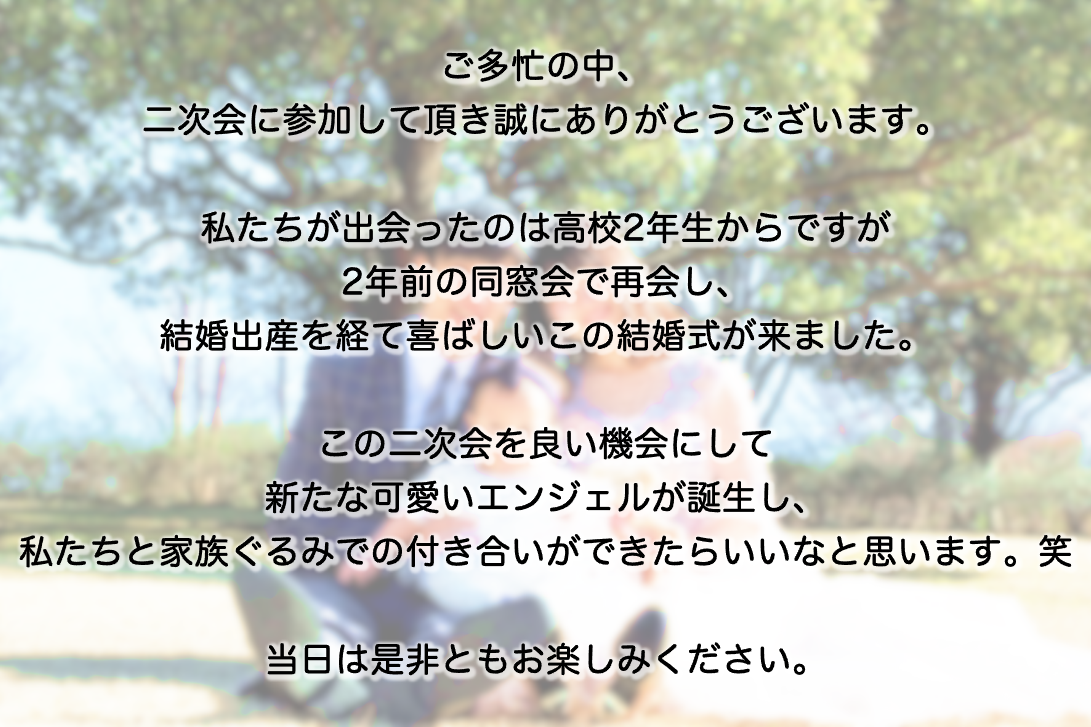 ご多忙の中、
二次会に参加して頂き誠にありがとうございます。
私たちが出会ったのは高校2年生からですが
2年前の同窓会で再会し、
結婚出産を経て喜ばしいこの結婚式が来ました。
この二次会を良い機会にして
新たな可愛いエンジェルが誕生し、
私たちと家族ぐるみでの付き合いができたらいいなと思います。笑
当日は是非ともお楽しみください。